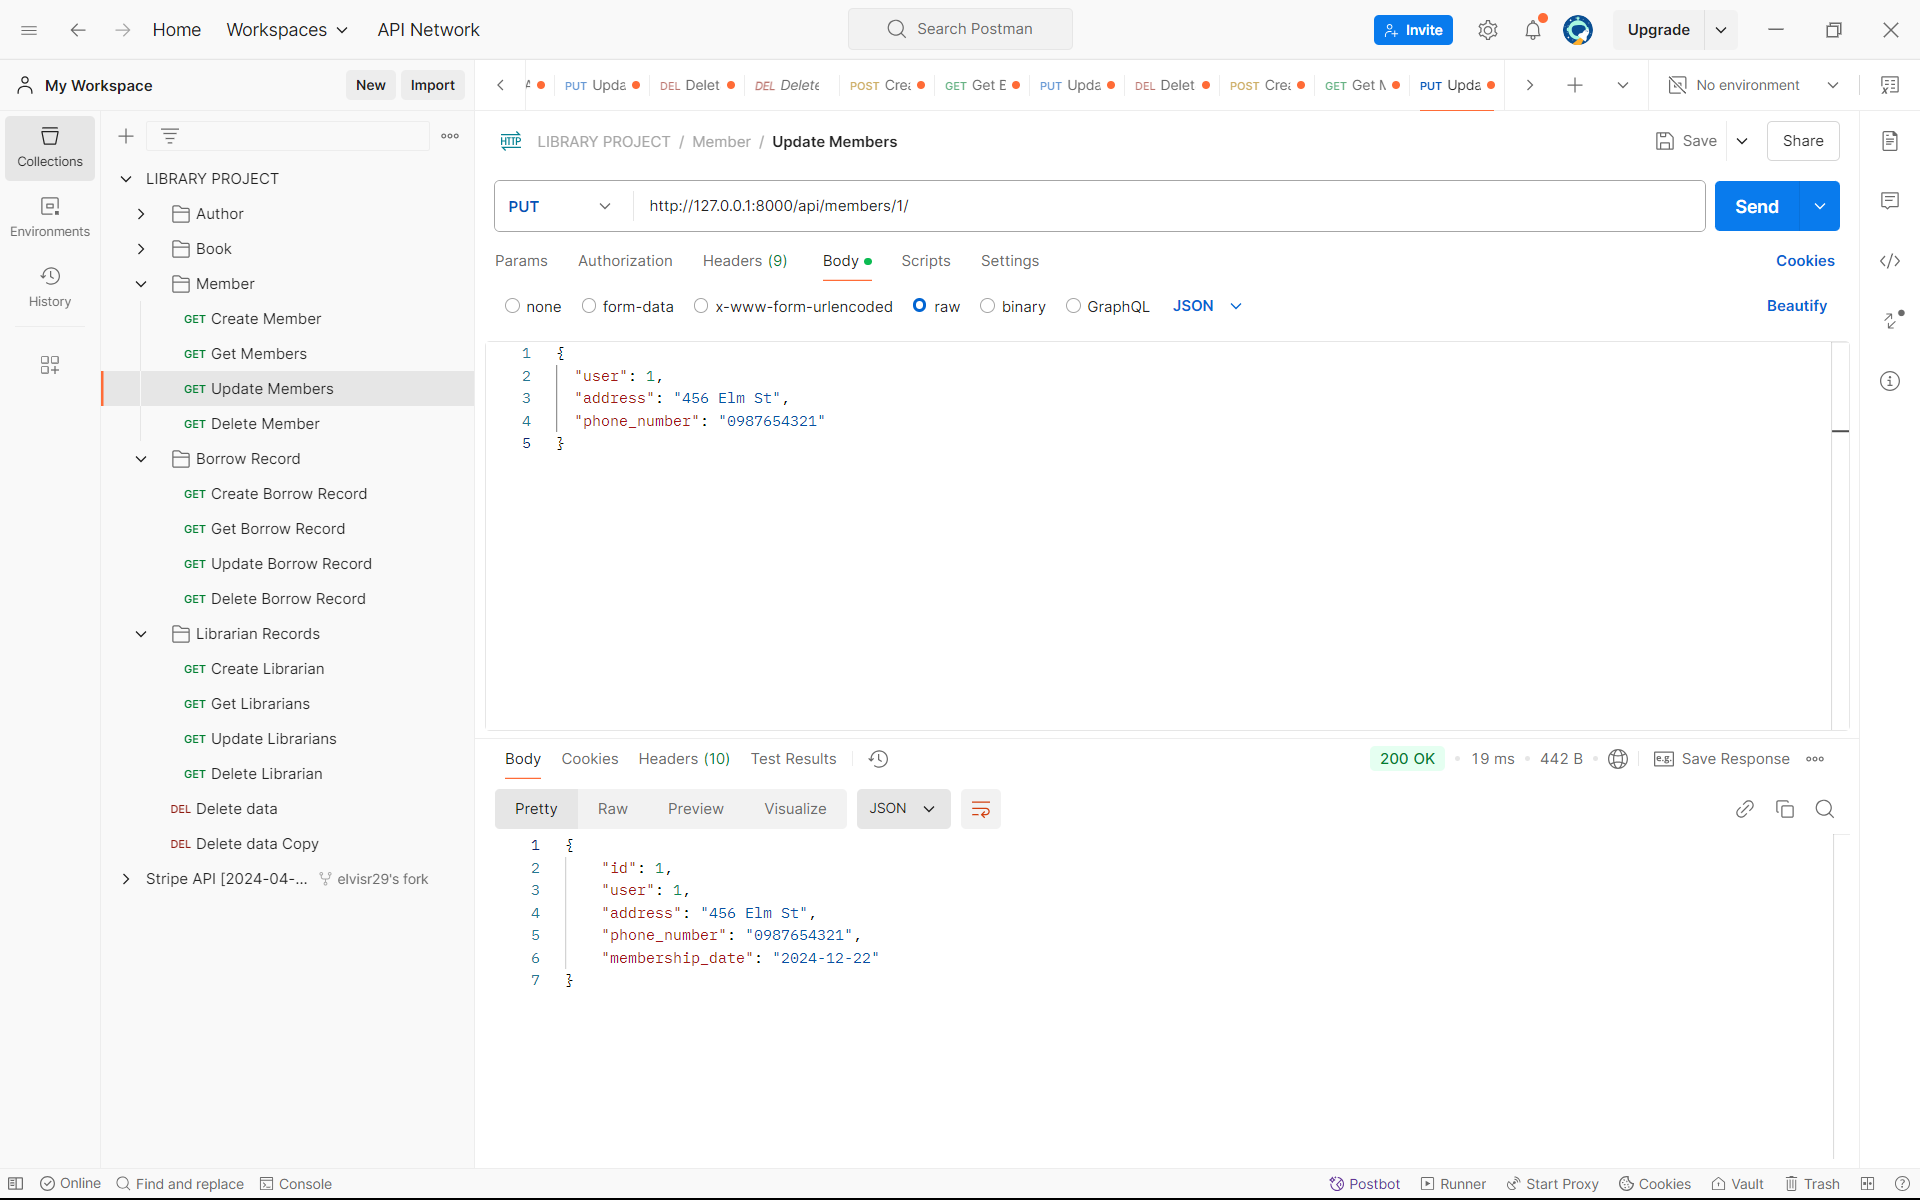 Home Workspaces API Network Search Postman Invite Upgrade
My Workspace New Import
PUT Upda DEL Delet DEL Delete POST Cre GET Get E PUT Upda DEL Delet POST Cre GET Get M PUT Upda No environment
Collections
Environments
History
LIBRARY PROJECT
Author
Book
Member
GET Create Member
GET Get Members
GET Update Members
GET Delete Member
Borrow Record
GET Create Borrow Record
GET Get Borrow Record
GET Update Borrow Record
GET Delete Borrow Record
Librarian Records
GET Create Librarian
GET Get Librarians
GET Update Librarians
GET Delete Librarian
DEL Delete data
DEL Delete data Copy
Stripe API [2024-04-... elvisr29's fork
HTTP LIBRARY PROJECT / Member / Update Members Save Share
PUT http://127.0.0.1:8000/api/members/1/ Send
Params Authorization Headers (9) Body Scripts Settings Cookies
none form-data x-www-form-urlencoded raw binary GraphQL JSON Beautify
1 {
2 "user": 1,
3 "address": "456 Elm St",
4 "phone_number": "0987654321"
5 }
Body Cookies Headers (10) Test Results 200 OK 19 ms 442 B e.g. Save Response
Pretty Raw Preview Visualize JSON
1 {
2 "id": 1,
3 "user": 1,
4 "address": "456 Elm St",
5 "phone_number": "0987654321",
6 "membership_date": "2024-12-22"
7 }
Online Find and replace Console Postbot Runner Start Proxy Cookies Vault Trash